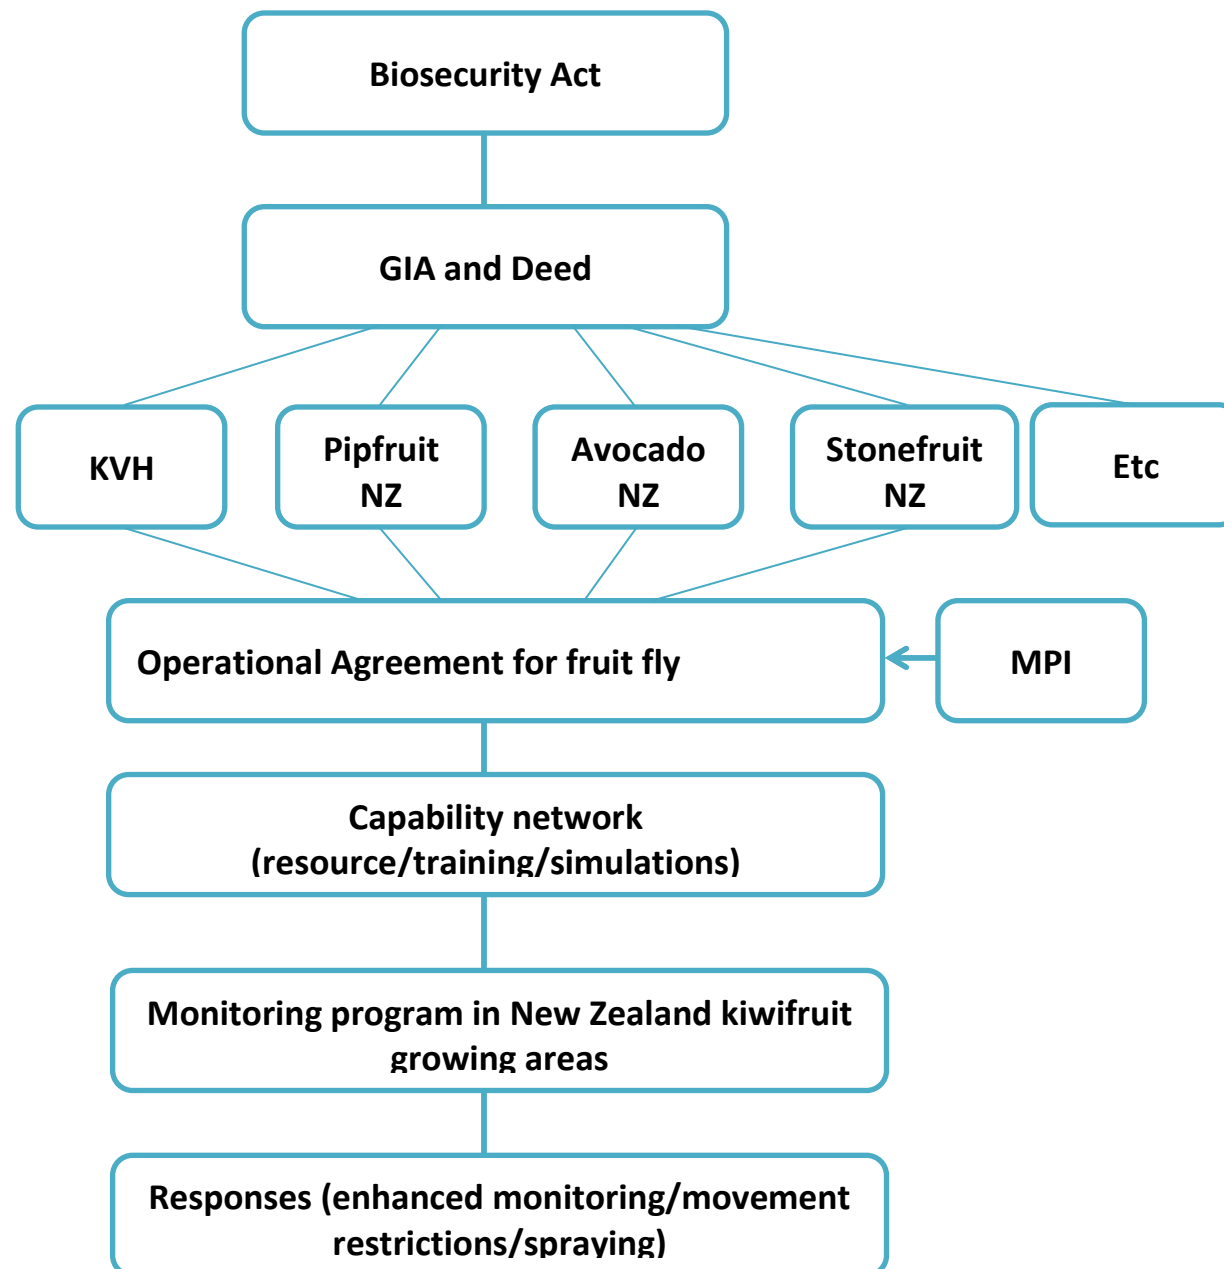 Biosecurity Act
GIA and Deed
KVH
Pipfruit
NZ
Avocado
NZ
Stonefruit
NZ
Etc
Operational Agreement for fruit fly
MPI
Capability network
(resource/training/simulations)
Monitoring program in New Zealand kiwifruit
growing areas
Responses (enhanced monitoring/movement
restrictions/spraying)